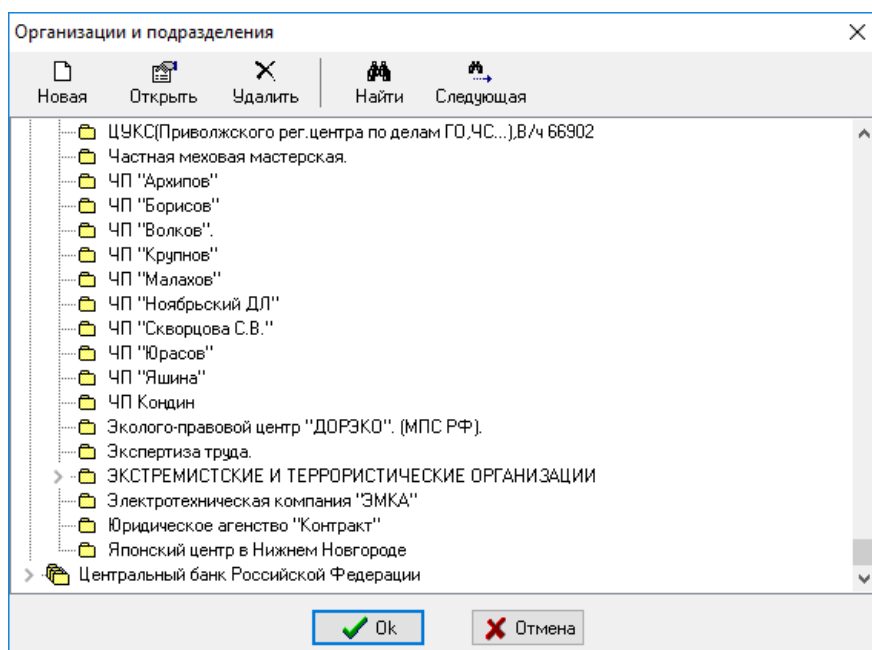 Организации и подразделения
Новая Открыть Удалить Найти Следующая
ЦУКС(Приволжского рег.центра по делам ГО,ЧС...),В/ч 66902
Частная меховая мастерская.
ЧП "Архипов"
ЧП "Борисов"
ЧП "Волков".
ЧП "Крупнов"
ЧП "Малахов"
ЧП "Ноябрьский ДЛ"
ЧП "Скворцова С.В."
ЧП "Юрасов"
ЧП "Яшина"
ЧП Кондин
Эколого-правовой центр "ДОРЭКО". (МПС РФ).
Экспертиза труда.
ЭКСТРЕМИСТСКИЕ И ТЕРРОРИСТИЧЕСКИЕ ОРГАНИЗАЦИИ
Электротехническая компания "ЭМКА"
Юридическое агенство "Контракт"
Японский центр в Нижнем Новгороде
Центральный банк Российской Федерации
Ok Отмена